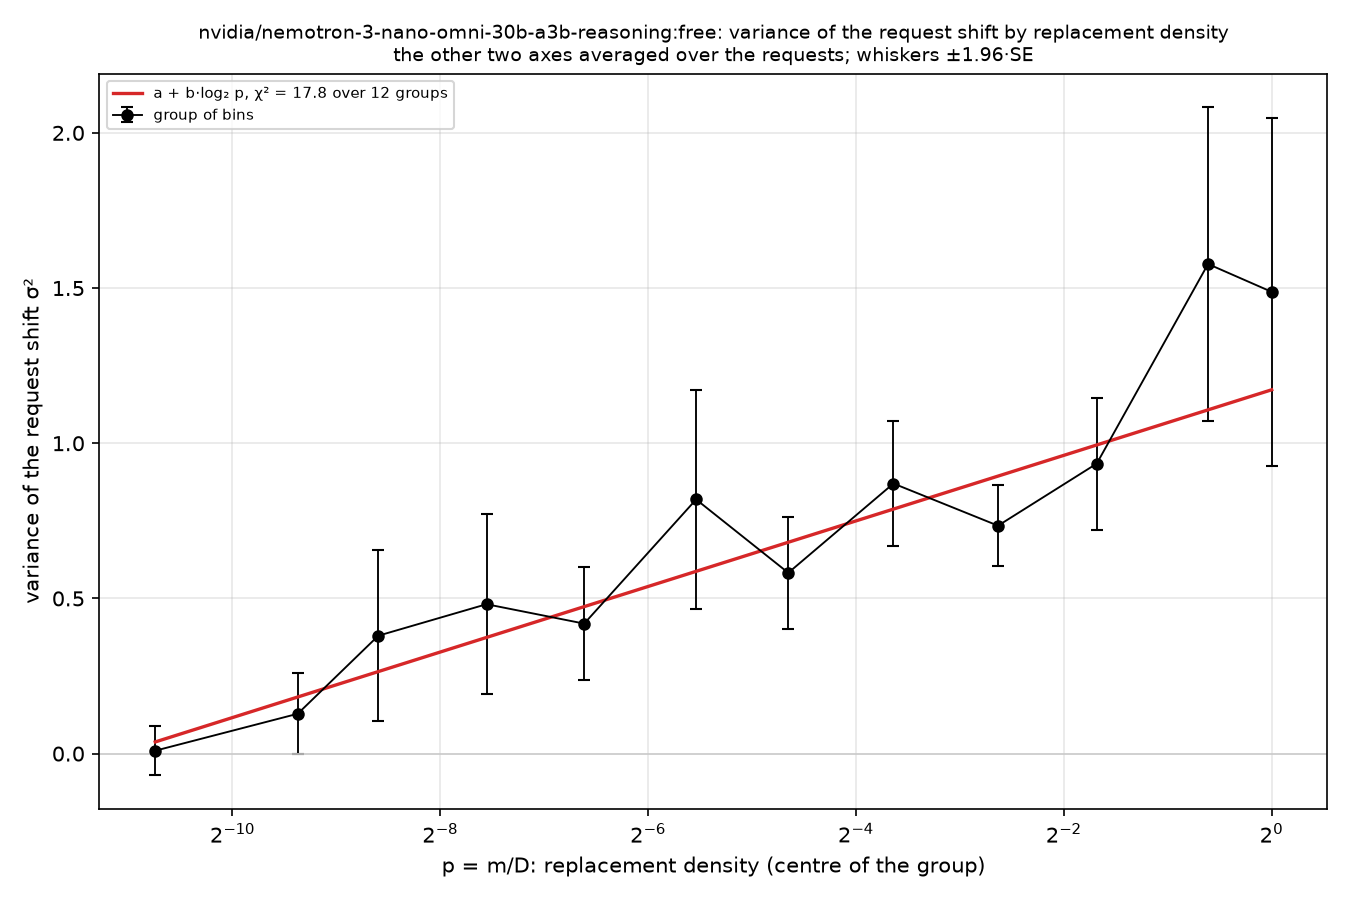 nvidia/nemotron-3-nano-omni-30b-a3b-reasoning:free: variance of the request shift by replacement density
the other two axes averaged over the requests; whiskers ±1.96·SE
a + b·log₂ p, χ² = 17.8 over 12 groups
group of bins
variance of the request shift σ²
2.0
1.5
1.0
0.5
0.0
2⁻¹⁰ 2⁻⁸ 2⁻⁶ 2⁻⁴ 2⁻² 2⁰
p = m/D: replacement density (centre of the group)